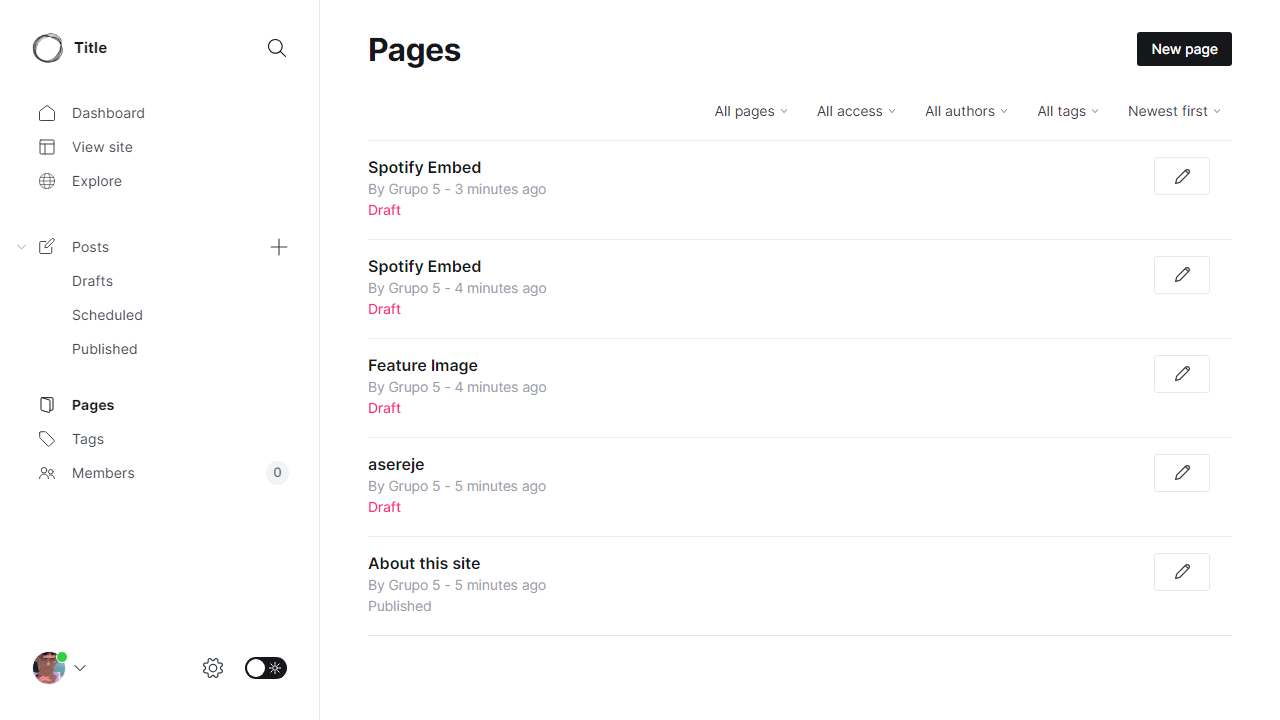 Title
Dashboard
View site
Explore
Posts
Drafts
Scheduled
Published
Pages
Tags
Members 0
Pages
New page
All pages All access All authors All tags Newest first
Spotify Embed
By Grupo 5 - 3 minutes ago
Draft
Spotify Embed
By Grupo 5 - 4 minutes ago
Draft
Feature Image
By Grupo 5 - 4 minutes ago
Draft
asereje
By Grupo 5 - 5 minutes ago
Draft
About this site
By Grupo 5 - 5 minutes ago
Published